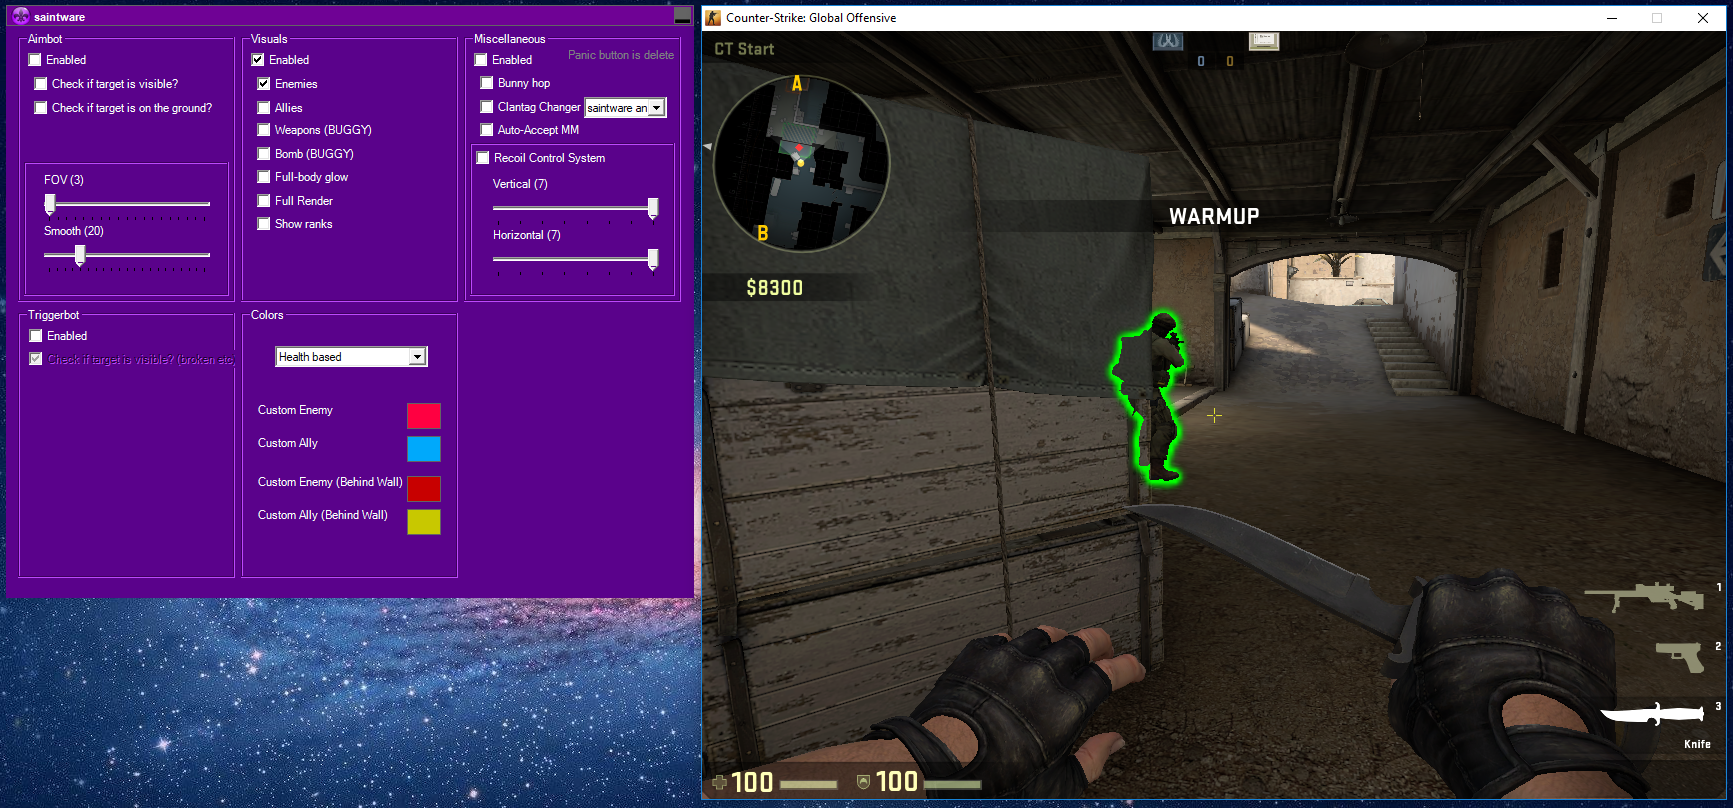 saintware
Aimbot
Enabled
Check if target is visible?
Check if target is on the ground?
FOV (3)
Smooth (20)
Visuals
Enabled
Enemies
Allies
Weapons (BUGGY)
Bomb (BUGGY)
Full-body glow
Full Render
Show ranks
Miscellaneous
Enabled
Panic button is delete
Bunny hop
Clantag Changer saintware an
Auto-Accept MM
Recoil Control System
Vertical (7)
Horizontal (7)
Triggerbot
Enabled
Check if target is visible? (broken etc)
Colors
Health based
Custom Enemy
Custom Ally
Custom Enemy (Behind Wall)
Custom Ally (Behind Wall)
Counter-Strike: Global Offensive
CT Start
0 0
A
B
WARMUP
$8300
1
2
3
Knife
100 100